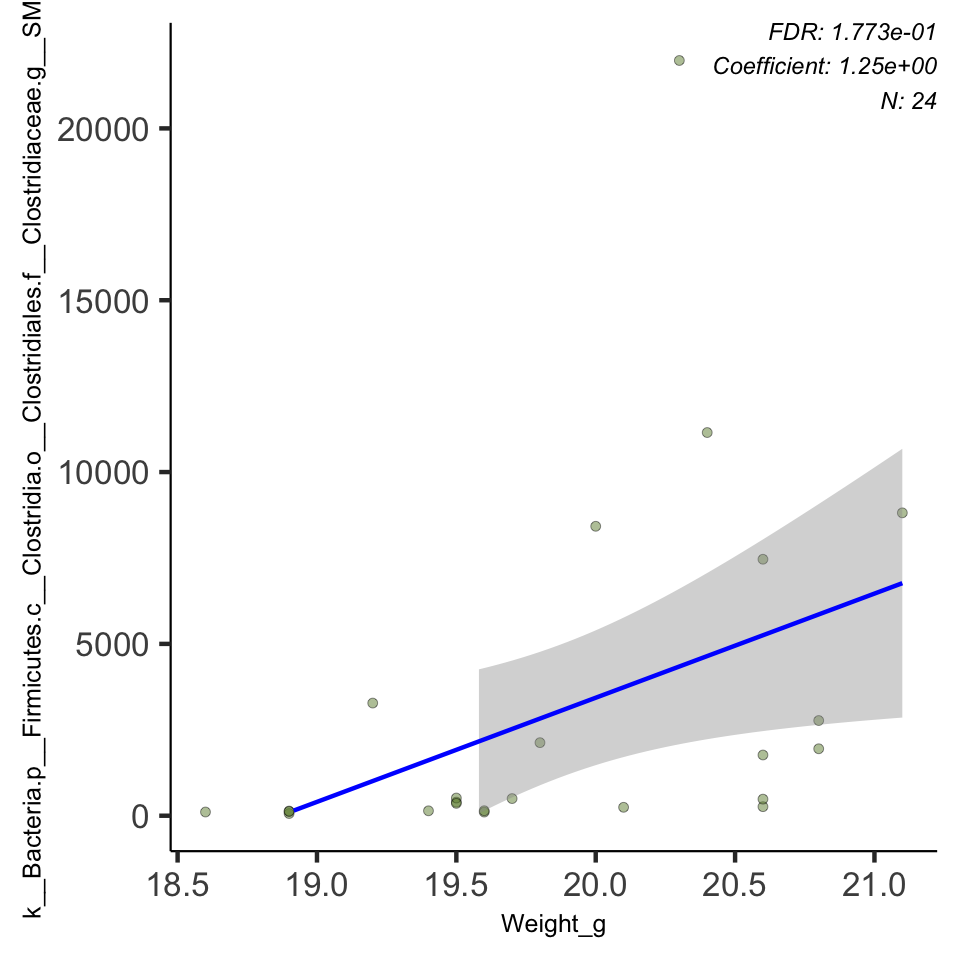 FDR: 1.773e-01
Coefficient: 1.25e+00
N: 24
k__Bacteria.p__Firmicutes.c__Clostridia.o__Clostridiales.f__Clostridiaceae.g__SM
20000
15000
10000
5000
0
18.5 19.0 19.5 20.0 20.5 21.0
Weight_g